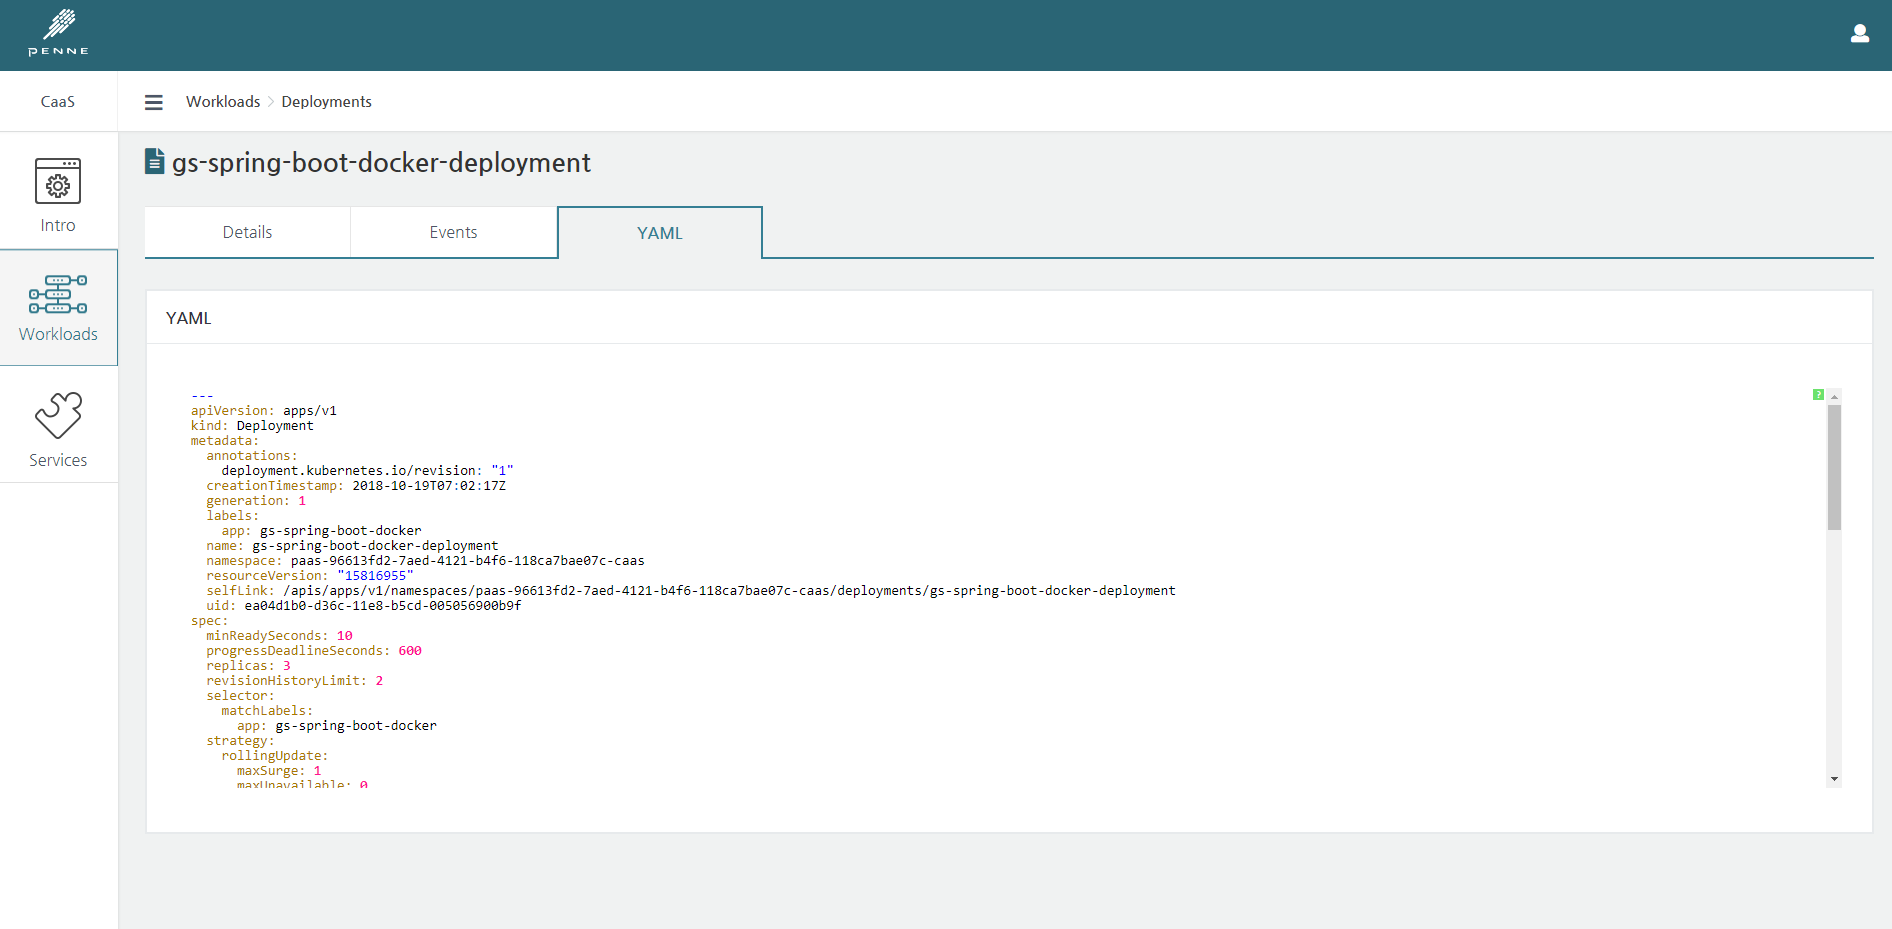 PENNE
CaaS
Workloads > Deployments
gs-spring-boot-docker-deployment
Intro
Workloads
Services
Details
Events
YAML
YAML
---
apiVersion: apps/v1
kind: Deployment
metadata:
  annotations:
    deployment.kubernetes.io/revision: "1"
  creationTimestamp: 2018-10-19T07:02:17Z
  generation: 1
  labels:
    app: gs-spring-boot-docker
  name: gs-spring-boot-docker-deployment
  namespace: paas-96613fd2-7aed-4121-b4f6-118ca7bae07c-caas
  resourceVersion: "15816955"
  selfLink: /apis/apps/v1/namespaces/paas-96613fd2-7aed-4121-b4f6-118ca7bae07c-caas/deployments/gs-spring-boot-docker-deployment
  uid: ea04d1b0-d36c-11e8-b5cd-005056900b9f
spec:
  minReadySeconds: 10
  progressDeadlineSeconds: 600
  replicas: 3
  revisionHistoryLimit: 2
  selector:
    matchLabels:
      app: gs-spring-boot-docker
  strategy:
    rollingUpdate:
      maxSurge: 1
      maxUnavailable: 0
?